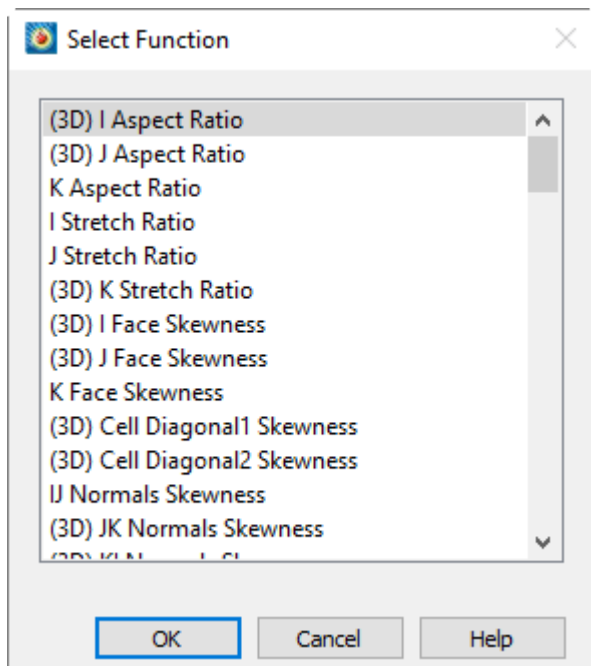 Select Function
(3D) I Aspect Ratio
(3D) J Aspect Ratio
K Aspect Ratio
I Stretch Ratio
J Stretch Ratio
(3D) K Stretch Ratio
(3D) I Face Skewness
(3D) J Face Skewness
K Face Skewness
(3D) Cell Diagonal1 Skewness
(3D) Cell Diagonal2 Skewness
IJ Normals Skewness
(3D) JK Normals Skewness
OK Cancel Help